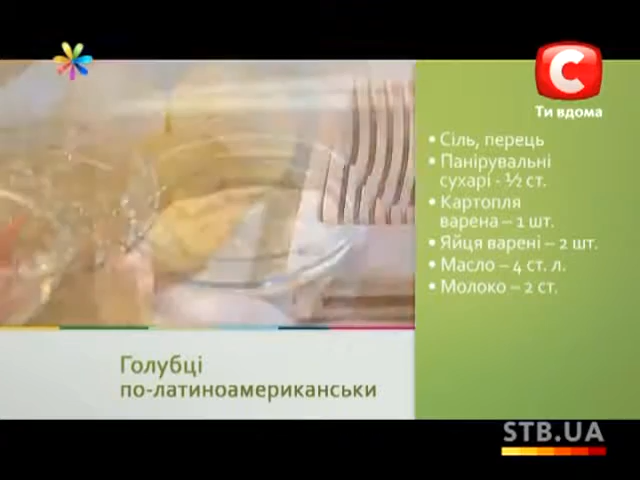 С
Ти вдома
• Сіль, перець
• Панірувальні
сухарі - ½ ст.
• Картопля
варена – 1 шт.
• Яйця варені – 2 шт.
• Масло – 4 ст. л.
• Молоко – 2 ст.
Голубці
по-латиноамериканськи
STB.UA